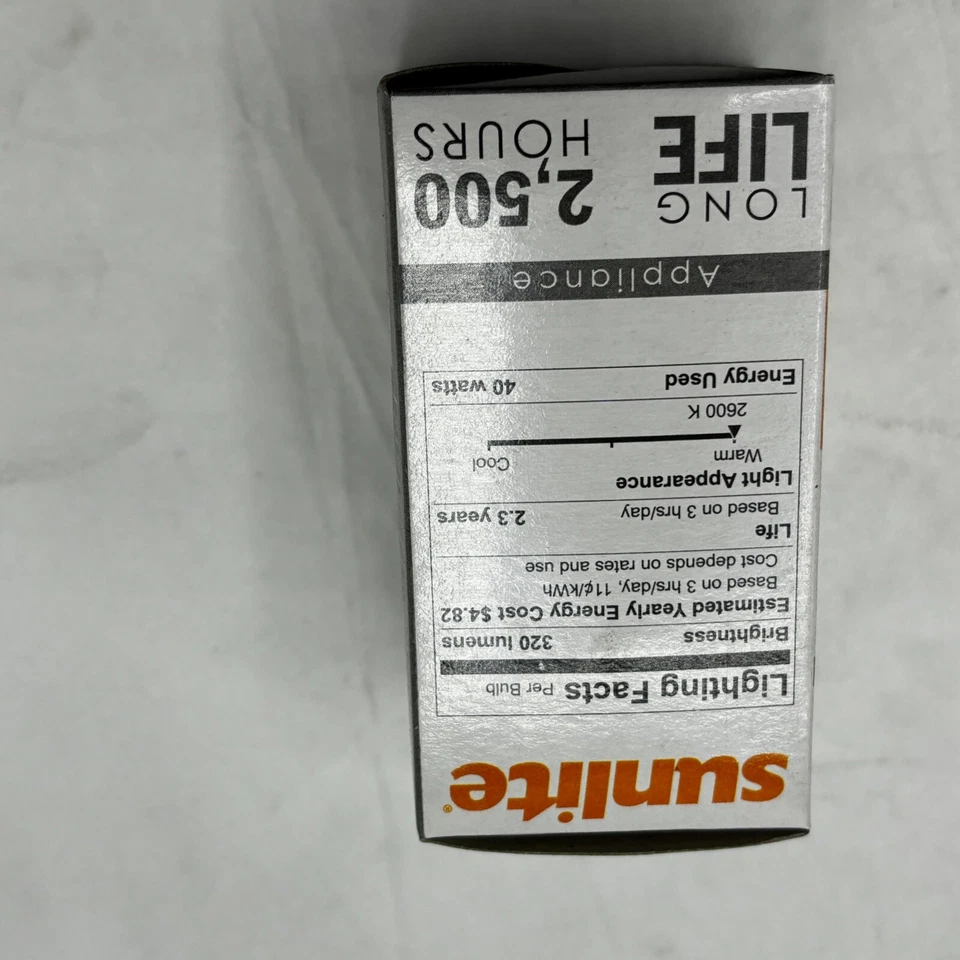 sunlite®
Lighting Facts Per Bulb
Brightness 320 lumens
Estimated Yearly Energy Cost $4.82
Based on 3 hrs/day, 11¢/kWh
Cost depends on rates and use
Life
Based on 3 hrs/day 2.3 years
Light Appearance
Warm Cool
2600 K
Energy Used 40 watts
Appliance
LONG
LIFE
2,500
HOURS